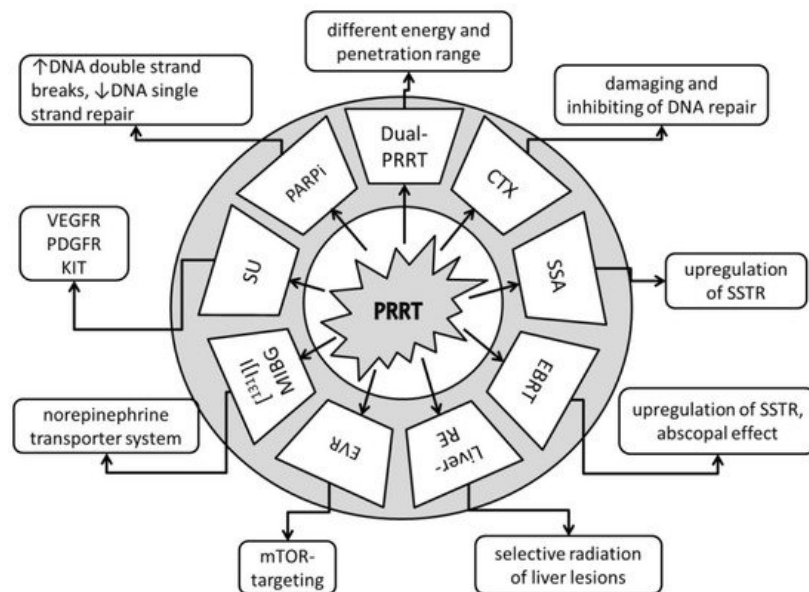 different energy and
penetration range
↑DNA double strand
breaks, ↓DNA single
strand repair
damaging and
inhibiting of DNA repair
Dual-
PRRT
PARPi
CTX
VEGFR
PDGFR
KIT
SU
SSA
upregulation
of SSTR
PRRT
[¹³¹I]I
MIBG
EBRT
norepinephrine
transporter system
upregulation of SSTR,
abscopal effect
EVR
Liver-
RE
mTOR-
targeting
selective radiation
of liver lesions